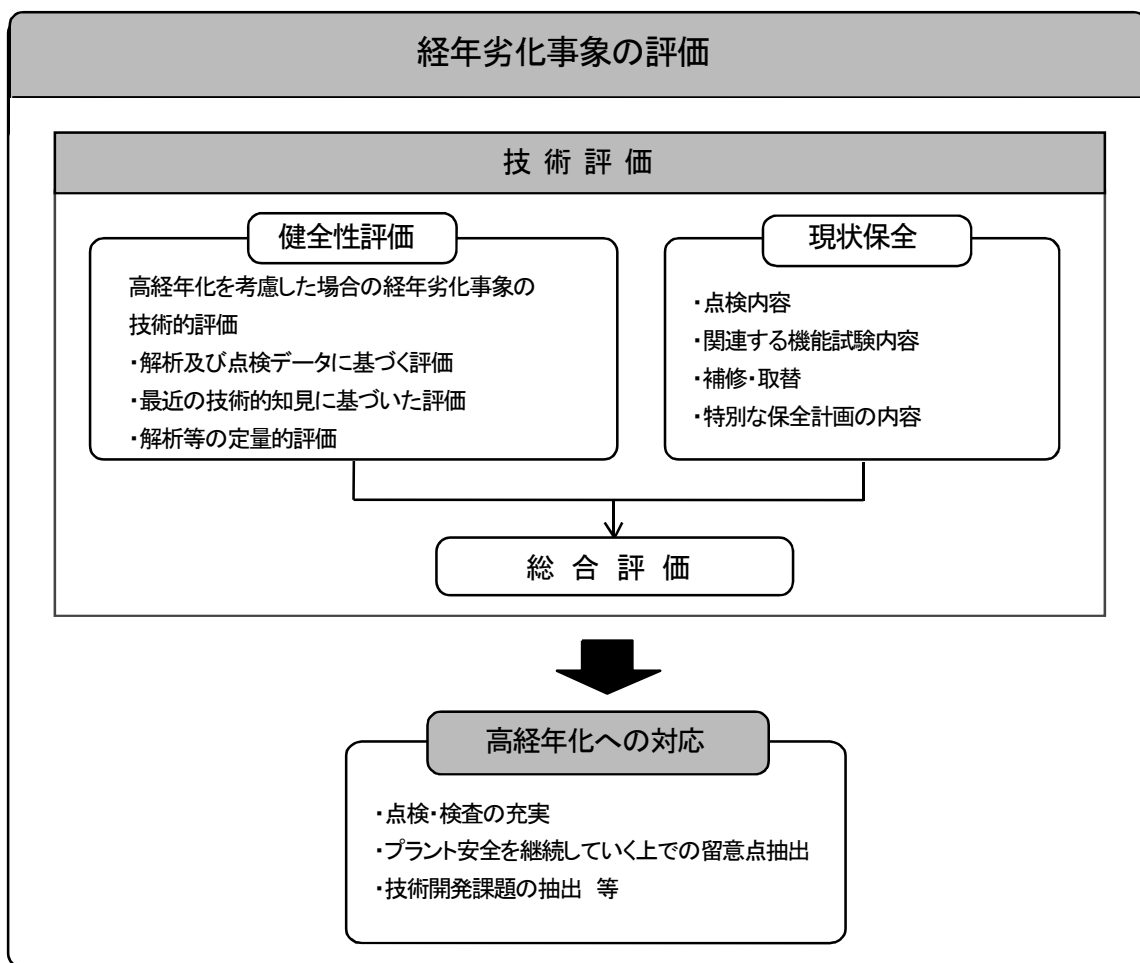 経年劣化事象の評価
技術評価
健全性評価
高経年化を考慮した場合の経年劣化事象の
技術的評価
・解析及び点検データに基づく評価
・最近の技術的知見に基づいた評価
・解析等の定量的評価
現状保全
・点検内容
・関連する機能試験内容
・補修・取替
・特別な保全計画の内容
総合評価
高経年化への対応
・点検・検査の充実
・プラント安全を継続していく上での留意点抽出
・技術開発課題の抽出 等